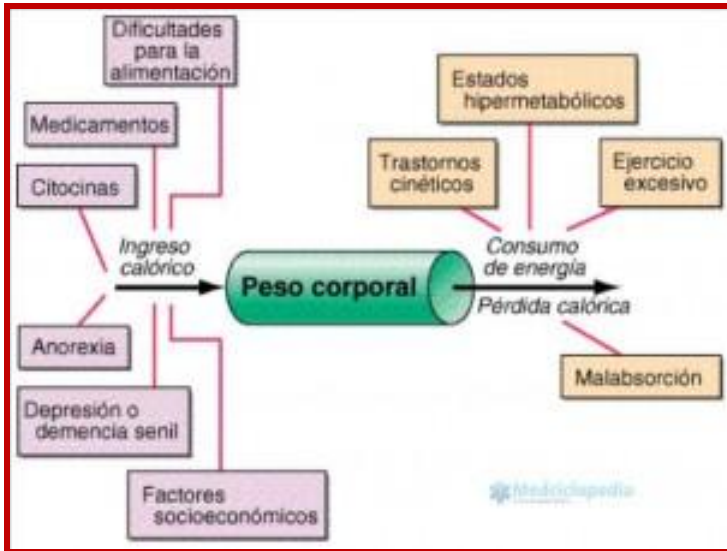 Dificultades
para la
alimentación
Medicamentos
Citocinas
Ingreso
calórico
Anorexia
Depresión o
demencia senil
Factores
socioeconómicos
Peso corporal
Estados
hipermetabólicos
Trastornos
cinéticos
Ejercicio
excesivo
Consumo
de energía
Pérdida calórica
Malabsorción
Medciclopedia